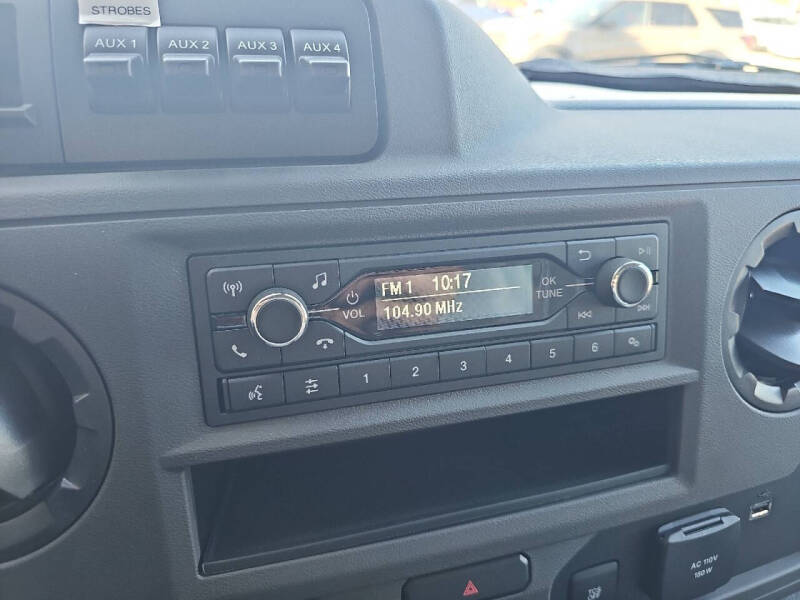 STROBES
AUX 1 AUX 2 AUX 3 AUX 4
FM 1 10:17
104.90 MHz
VOL
OK
TUNE
1 2 3 4 5 6
AC 110V
150W